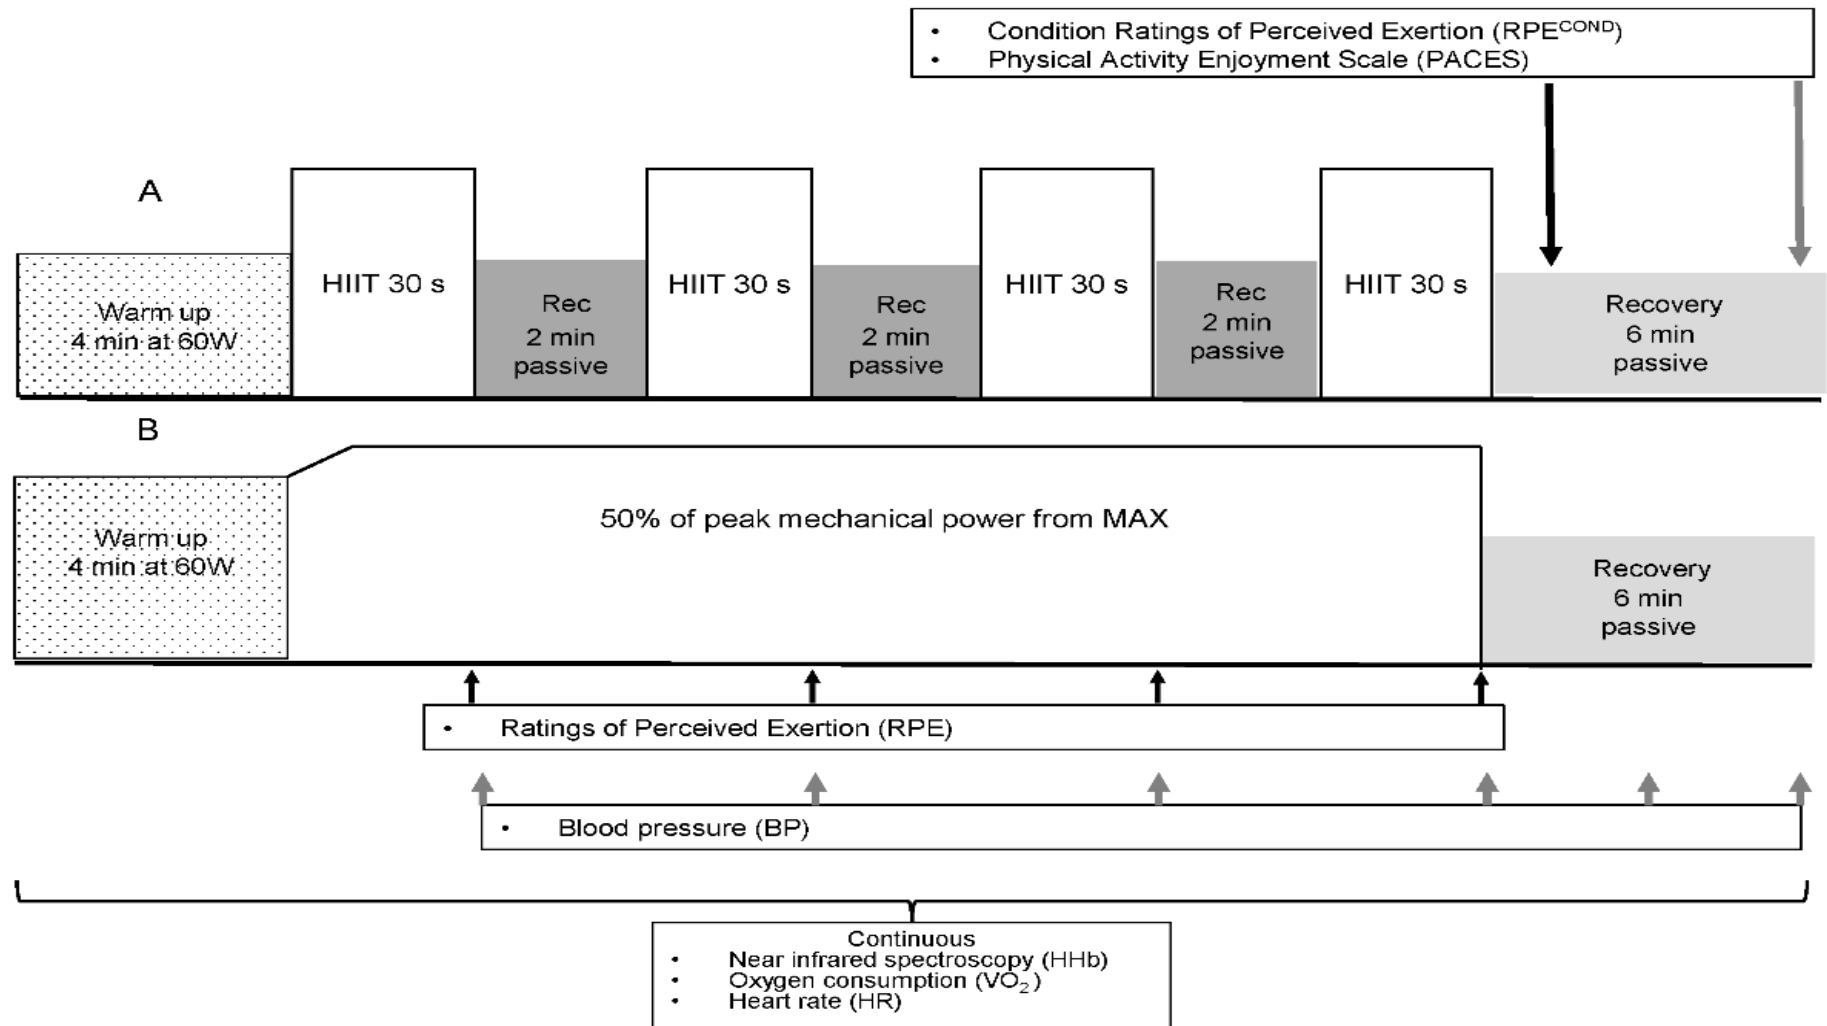 • Condition Ratings of Perceived Exertion (RPE^COND)
• Physical Activity Enjoyment Scale (PACES)
A
Warm up
4 min at 60W
HIIT 30 s
Rec
2 min
passive
HIIT 30 s
Rec
2 min
passive
HIIT 30 s
Rec
2 min
passive
HIIT 30 s
Recovery
6 min
passive
B
Warm up
4 min at 60W
50% of peak mechanical power from MAX
Recovery
6 min
passive
• Ratings of Perceived Exertion (RPE)
• Blood pressure (BP)
Continuous
• Near infrared spectroscopy (HHb)
• Oxygen consumption (VO₂)
• Heart rate (HR)